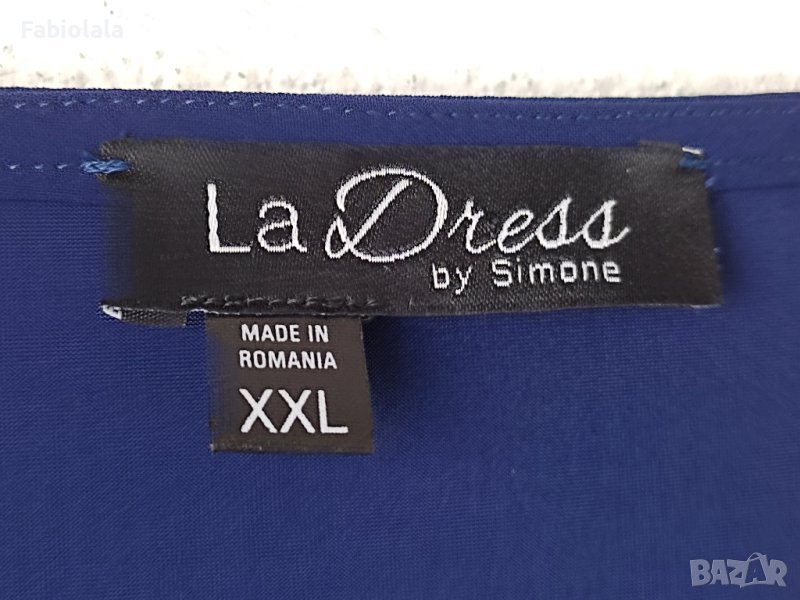 Fabiolala
La Dress
by Simone
MADE IN
ROMANIA
XXL
BAZAR